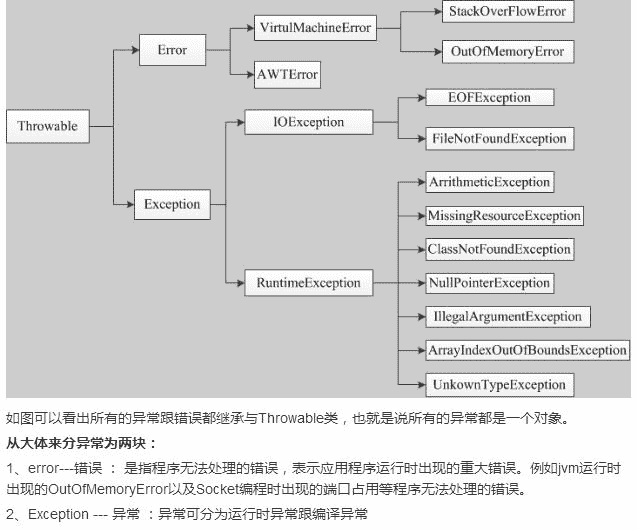 StackOverFlowError
VirtulMachineError
Error
OutOfMemoryError
AWTError
EOFException
IOException
Throwable
FileNotFoundException
ArrithmeticException
Exception
MissingResourceException
ClassNotFoundException
RuntimeException
NullPointerException
IllegalArgumentException
ArrayIndexOutOfBoundsException
UnkownTypeException
如图可以看出所有的异常跟错误都继承与Throwable类，也就是说所有的异常都是一个对象。
从大体来分异常为两块：
1、error---错误 ： 是指程序无法处理的错误，表示应用程序运行时出现的重大错误。例如jvm运行时
出现的OutOfMemoryError以及Socket编程时出现的端口占用等程序无法处理的错误。
2、Exception --- 异常 ：异常可分为运行时异常跟编译异常